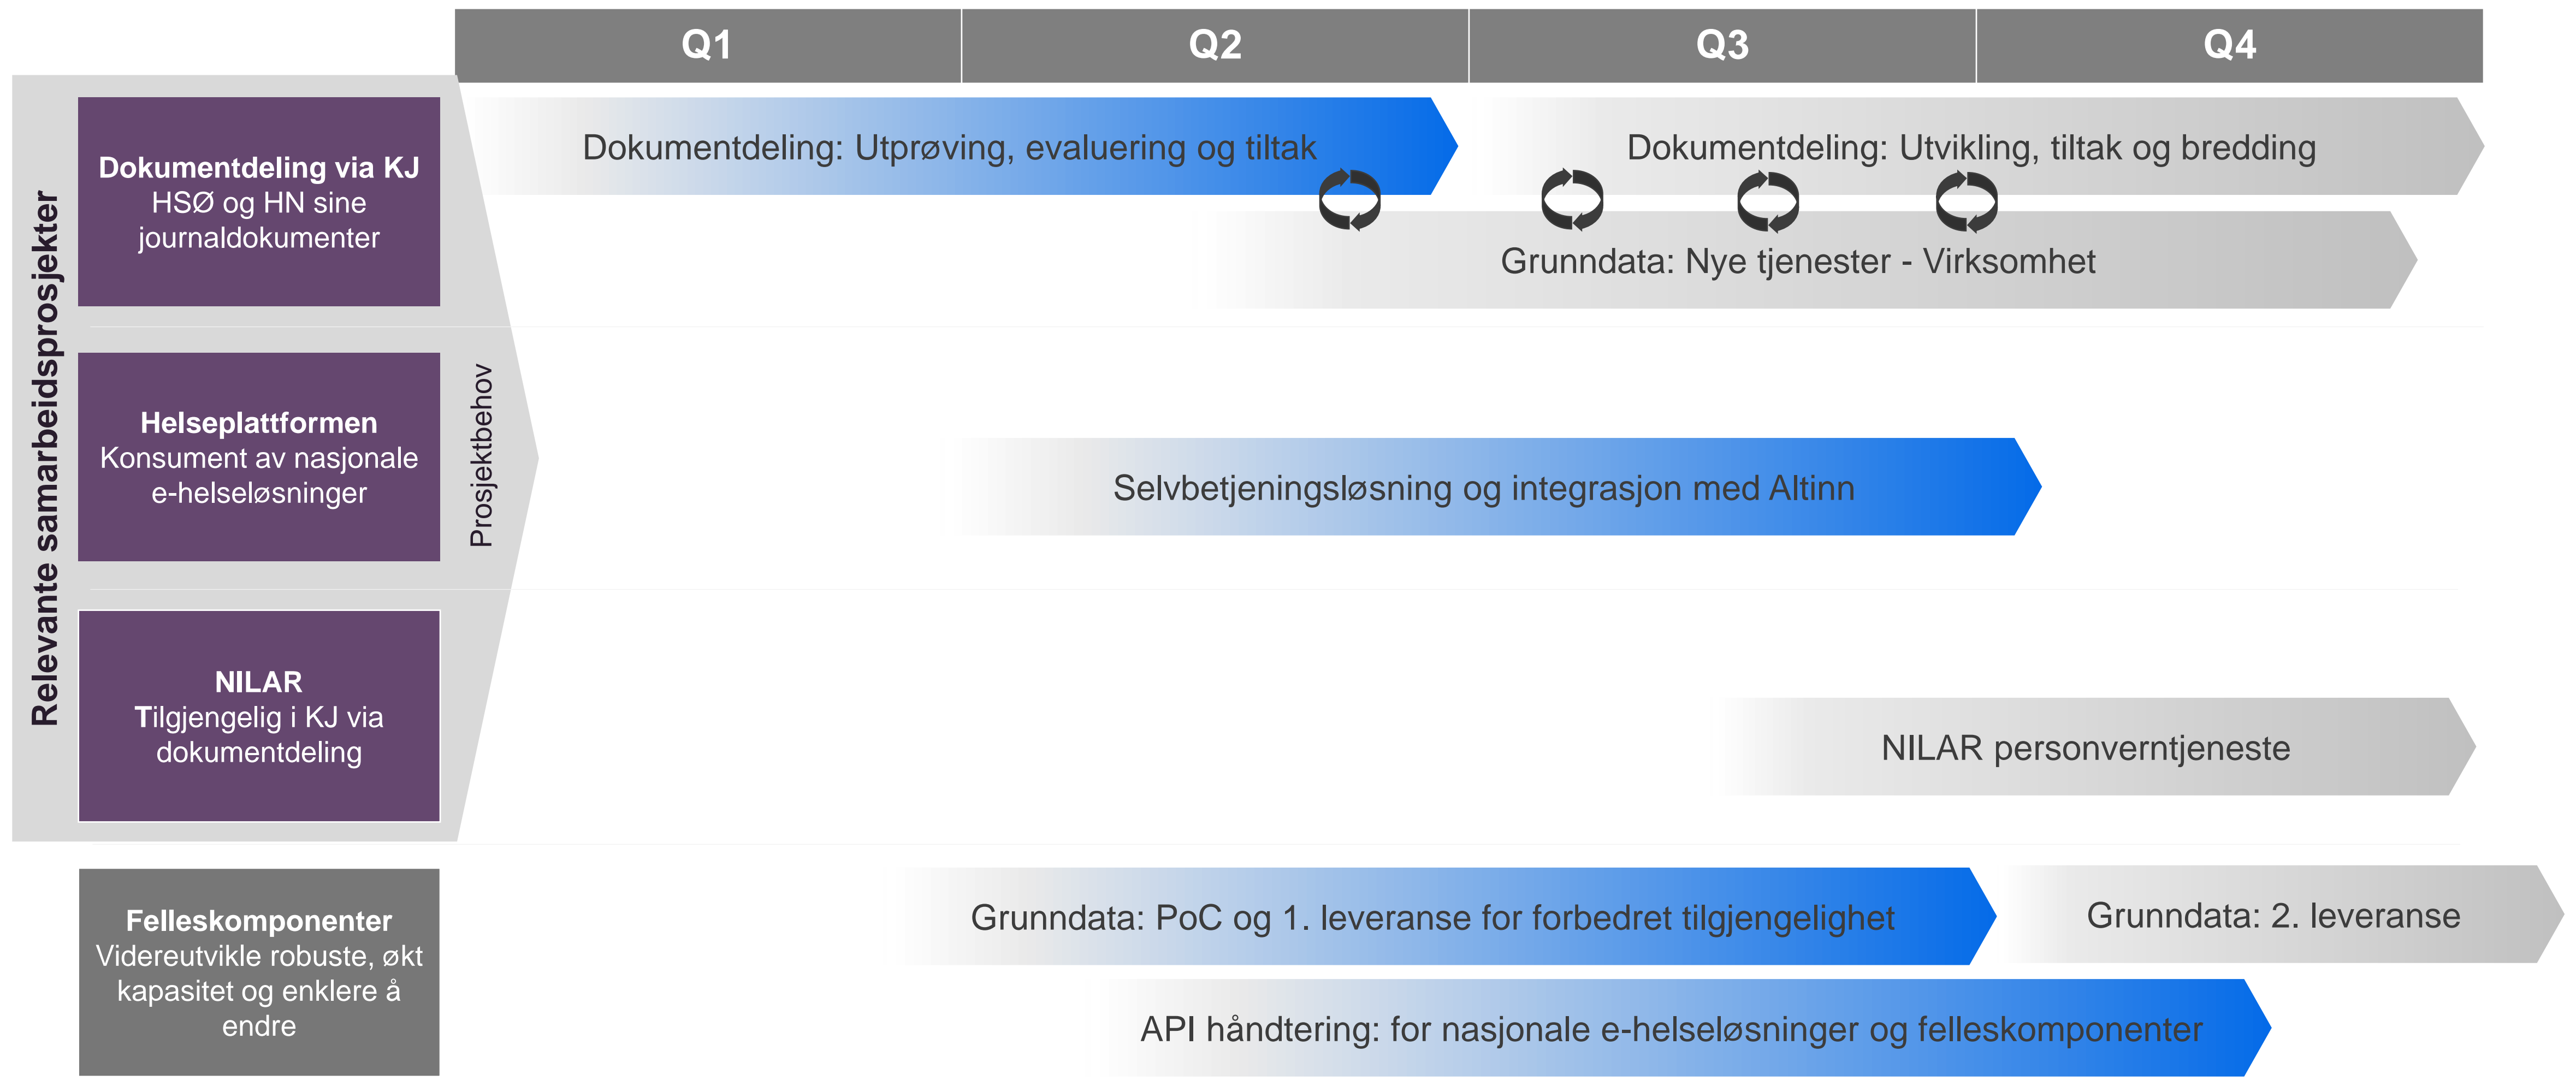 Q1
Q2
Q3
Q4
Relevante samarbeidsprosjekter
Prosjektbehov
Dokumentdeling via KJ
HSØ og HN sine
journaldokumenter
Dokumentdeling: Utprøving, evaluering og tiltak
Dokumentdeling: Utvikling, tiltak og bredding
Grunndata: Nye tjenester - Virksomhet
Helseplattformen
Konsument av nasjonale
e-helseløsninger
Selvbetjeningsløsning og integrasjon med Altinn
NILAR
Tilgjengelig i KJ via
dokumentdeling
NILAR personverntjeneste
Felleskomponenter
Videreutvikle robuste, økt
kapasitet og enklere å
endre
Grunndata: PoC og 1. leveranse for forbedret tilgjengelighet
Grunndata: 2. leveranse
API håndtering: for nasjonale e-helseløsninger og felleskomponenter